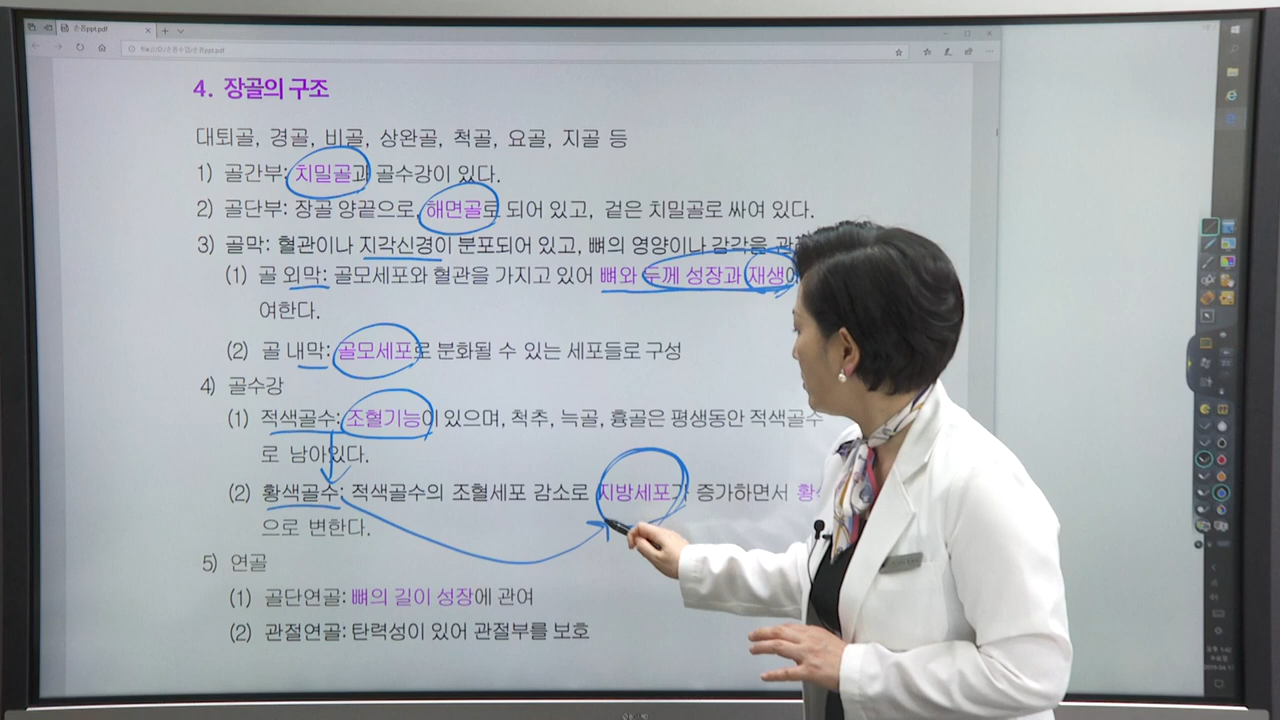 손쥼ppt.pdf
4. 장골의 구조
대퇴골, 경골, 비골, 상완골, 척골, 요골, 지골 등
1) 골간부: 치밀골과 골수강이 있다.
2) 골단부: 장골 양끝으로, 해면골로 되어 있고, 겉은 치밀골로 싸여 있다.
3) 골막: 혈관이나 지각신경이 분포되어 있고, 뼈의 영양이나 감각을 관
(1) 골 외막: 골모세포와 혈관을 가지고 있어 뼈와 두께 성장과 재생에
여한다.
(2) 골 내막: 골모세포로 분화될 수 있는 세포들로 구성
4) 골수강
(1) 적색골수: 조혈기능이 있으며, 척추, 늑골, 흉골은 평생동안 적색골수
로 남아있다.
(2) 황색골수: 적색골수의 조혈세포 감소로 지방세포가 증가하면서 황
으로 변한다.
5) 연골
(1) 골단연골: 뼈의 길이 성장에 관여
(2) 관절연골: 탄력성이 있어 관절부를 보호